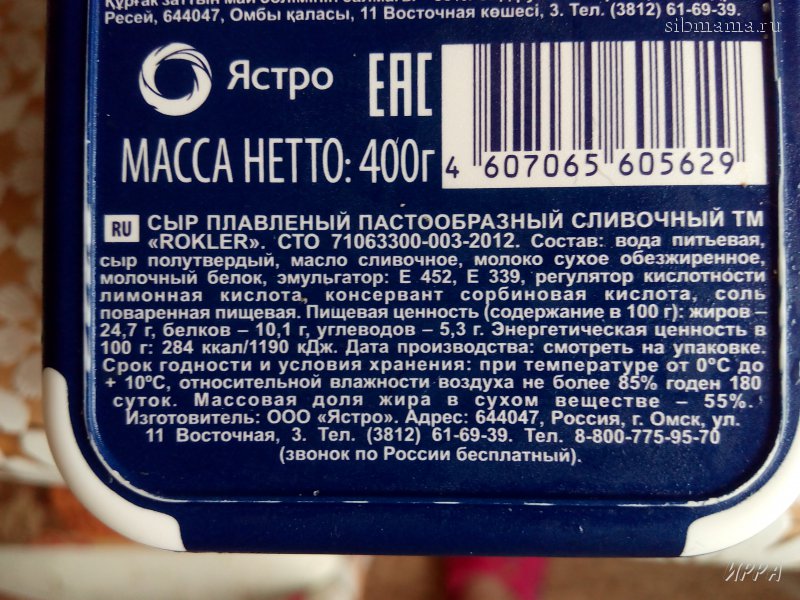 Ресей, 644047, Омбы қаласы, 11 Восточная көшесі, 3. Тел. (3812) 61-69-39.
sibmama.ru
Ястро
ЕАС
МАССА НЕТТО: 400г
4 607065 605629
RU
СЫР ПЛАВЛЕНЫЙ ПАСТООБРАЗНЫЙ СЛИВОЧНЫЙ ТМ
«ROKLER». СТО 71063300-003-2012. Состав: вода питьевая,
сыр полутвердый, масло сливочное, молоко сухое обезжиренное,
молочный белок, эмульгатор: Е 452, Е 339, регулятор кислотности
лимонная кислота, консервант сорбиновая кислота, соль
поваренная пищевая. Пищевая ценность (содержание в 100 г): жиров –
24,7 г, белков – 10,1 г, углеводов – 5,3 г. Энергетическая ценность в
100 г: 284 ккал/1190 кДж. Дата производства: смотреть на упаковке.
Срок годности и условия хранения: при температуре от 0°С до
+ 10°С, относительной влажности воздуха не более 85% годен 180
суток. Массовая доля жира в сухом веществе – 55%.
Изготовитель: ООО «Ястро». Адрес: 644047, Россия, г. Омск, ул.
11 Восточная, 3. Тел. (3812) 61-69-39. Тел. 8-800-775-95-70
(звонок по России бесплатный).
ИРРА